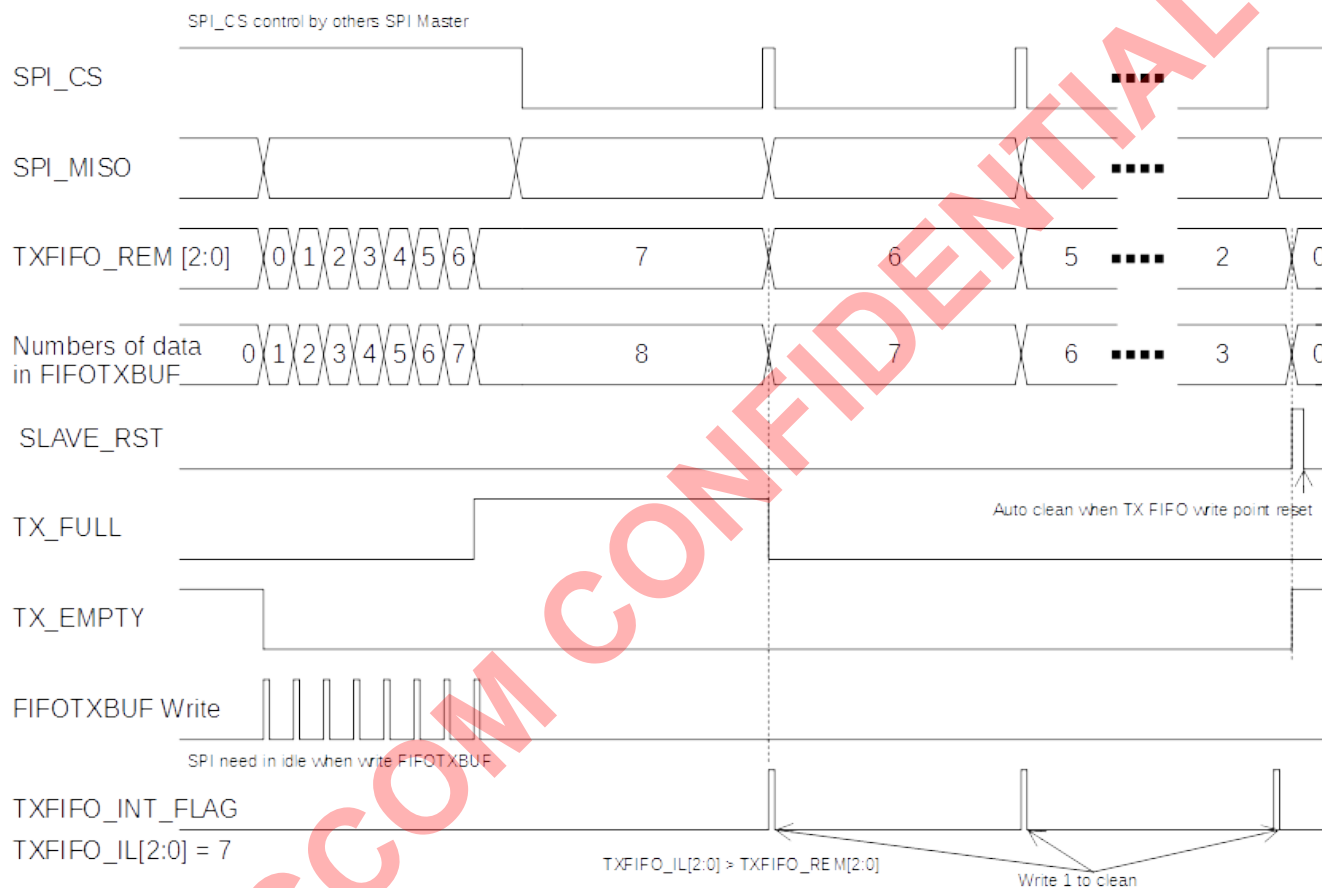 SPI_CS control by others SPI Master
SPI_CS
SPI_MISO
TXFIFO_REM [2:0] 0 1 2 3 4 5 6 7 6 5 2 0
Numbers of data
in FIFOTXBUF
0 1 2 3 4 5 6 7 8 7 6 3 0
SLAVE_RST
Auto clean when TX FIFO write point reset
TX_FULL
TX_EMPTY
FIFOTXBUF Write
SPI need in idle when write FIFOTXBUF
TXFIFO_INT_FLAG
TXFIFO_IL[2:0] = 7
TXFIFO_IL[2:0] > TXFIFO_REM[2:0]
Write 1 to clean
COM CONFIDENTIAL